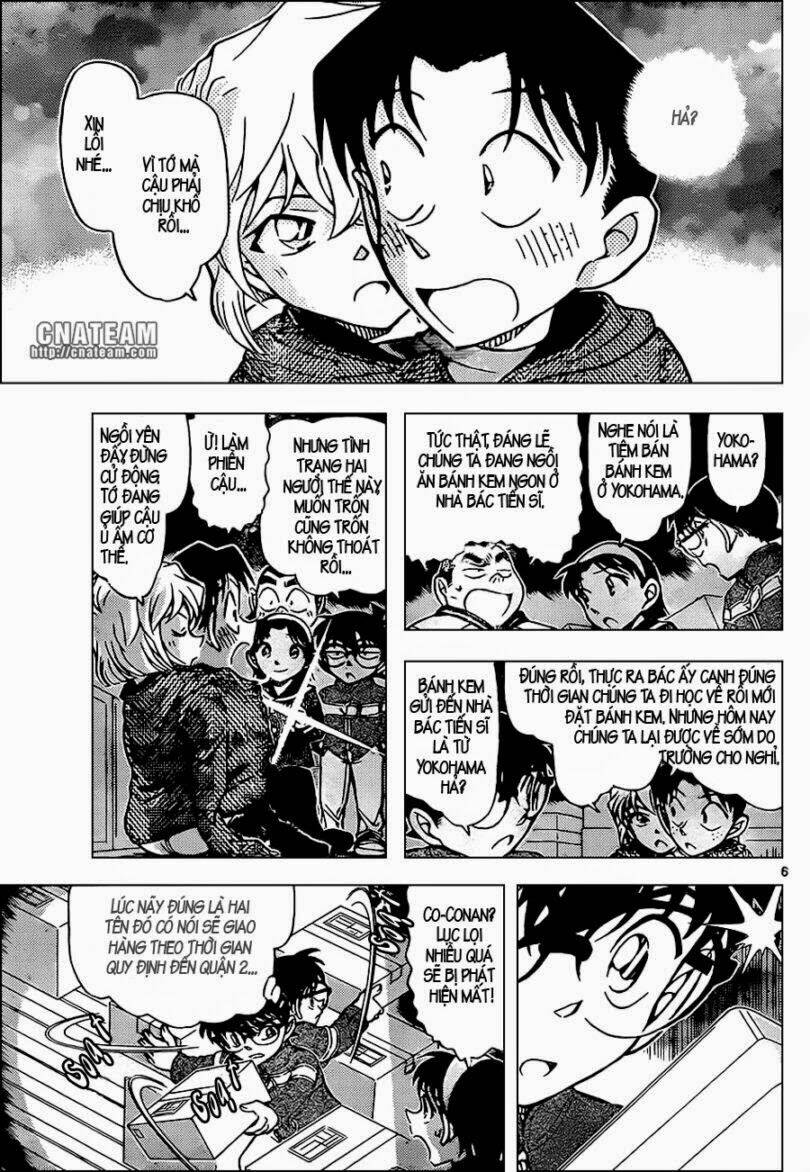 HẢ?
XIN
LỖI
NHÉ...
VÌ TỚ MÀ
CẬU PHẢI
CHỊU KHỔ
RỒI...
CNATEAM
http://cnateam.com
YOKO-
HAMA?
NGHE NÓI LÀ
TIỆM BÁN
BÁNH KEM
Ở YOKOHAMA.
TỨC THẬT, ĐÁNG LẼ
CHÚNG TA ĐANG NGỒI
ĂN BÁNH KEM NGON Ở
NHÀ BÁC TIẾN SĨ.
NHƯNG TÌNH
TRẠNG HAI
NGƯỜI THẾ NÀY,
MUỐN TRỐN
CŨNG TRỐN
KHÔNG THOÁT
RỒI...
Ừ! LÀM
PHIỀN
CẬU...
NGỒI YÊN
ĐẤY, ĐỪNG
CỬ ĐỘNG
TỚ ĐANG
GIÚP CẬU
Ủ ẤM CƠ
THỂ.
ĐÚNG RỒI, THỰC RA BÁC ẤY CANH ĐÚNG
THỜI GIAN CHÚNG TA ĐI HỌC VỀ RỒI MỚI
ĐẶT BÁNH KEM, NHƯNG HÔM NAY
CHÚNG TA LẠI ĐƯỢC VỀ SỚM DO
TRƯỜNG CHO NGHỈ.
BÁNH KEM
GỬI ĐẾN NHÀ
BÁC TIẾN SĨ
LÀ TỪ
YOKOHAMA
HẢ?
6
CO-CONAN?
LỤC LỌI
NHIỀU QUÁ
SẼ BỊ PHÁT
HIỆN MẤT!
LÚC NÃY ĐÚNG LÀ HAI
TÊN ĐÓ CÓ NÓI SẼ GIAO
HÀNG THEO THỜI GIAN
QUY ĐỊNH ĐẾN QUẬN 2...
SOẠT
SOẠT